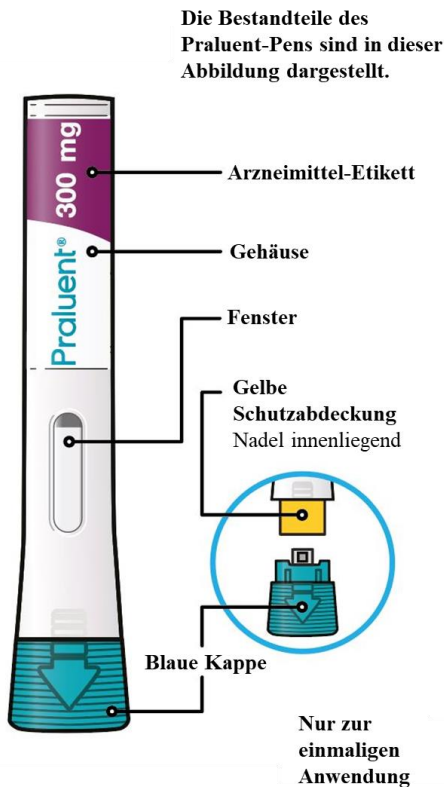 Die Bestandteile des
Praluent-Pens sind in dieser
Abbildung dargestellt.
300 mg
Praluent®
Arzneimittel-Etikett
Gehäuse
Fenster
Gelbe
Schutzabdeckung
Nadel innenliegend
Blaue Kappe
Nur zur
einmaligen
Anwendung